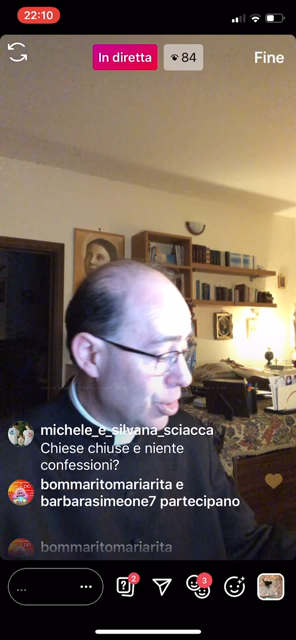 22:10
In diretta
84
Fine
michele_e_silvana_sciacca
Chiese chiuse e niente
confessioni?
bommaritomariarita e
barbarasimeone7 partecipano
bommaritomariarita
...
2
3